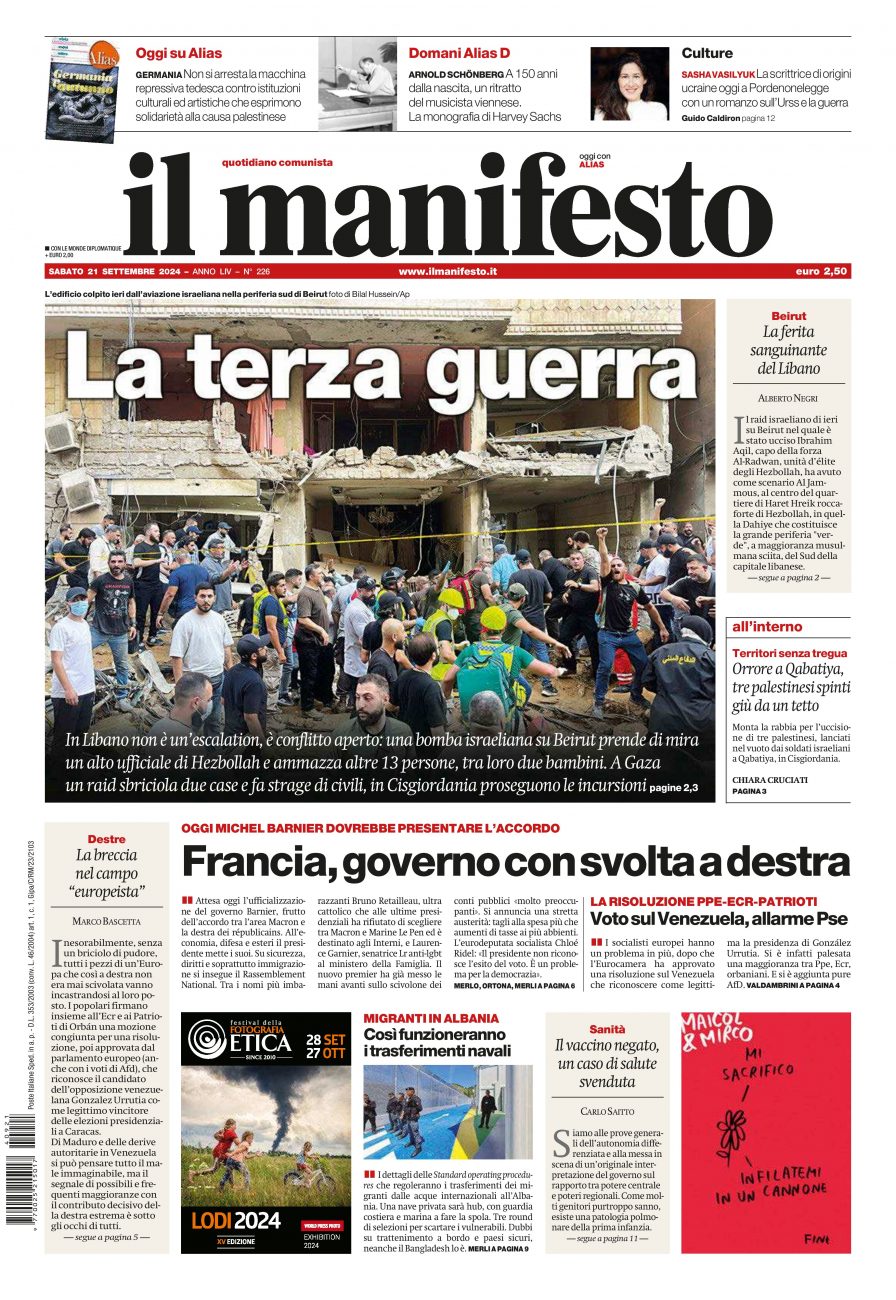 Oggi su Alias
GERMANIA Non si arresta la macchina
repressiva tedesca contro istituzioni
culturali ed artistiche che esprimono
solidarietà alla causa palestinese
Alias
Germania
l'autunno
Domani Alias D
ARNOLD SCHÖNBERG A 150 anni
dalla nascita, un ritratto
del musicista viennese.
La monografia di Harvey Sachs
Culture
SASHA VASILYUK La scrittrice di origini
ucraine oggi a Pordenonelegge
con un romanzo sull'Urss e la guerra
Guido Caldiron pagina 12
quotidiano comunista
oggi con
ALIAS
il manifesto
■ CON LE MONDE DIPLOMATIQUE
+ EURO 2,00
SABATO 21 SETTEMBRE 2024 – ANNO LIV – N° 226
www.ilmanifesto.it
euro 2,50
L'edificio colpito ieri dall'aviazione israeliana nella periferia sud di Beirut foto di Bilal Hussein/Ap
La terza guerra
In Libano non è un'escalation, è conflitto aperto: una bomba israeliana su Beirut prende di mira
un alto ufficiale di Hezbollah e ammazza altre 13 persone, tra loro due bambini. A Gaza
un raid sbriciola due case e fa strage di civili, in Cisgiordania proseguono le incursioni pagine 2,3
Beirut
La ferita
sanguinante
del Libano
ALBERTO NEGRI
Il raid israeliano di ieri
su Beirut nel quale è
stato ucciso Ibrahim
Aqil, capo della forza
Al-Radwan, unità d'élite
degli Hezbollah, ha avuto
come scenario Al Jam-
mous, al centro del quar-
tiere di Haret Hreik rocca-
forte di Hezbollah, in quel-
la Dahiye che costituisce
la grande periferia "ver-
de", a maggioranza musul-
mana sciita, del Sud della
capitale libanese.
— segue a pagina 2 —
all'interno
Territori senza tregua
Orrore a Qabatiya,
tre palestinesi spinti
giù da un tetto
Monta la rabbia per l'uccisio-
ne di tre palestinesi, lanciati
nel vuoto dai soldati israeliani
a Qabatiya, in Cisgiordania.
CHIARA CRUCIATI
PAGINA 3
Destre
La breccia
nel campo
"europeista"
MARCO BASCETTA
Inesorabilmente, senza
un briciolo di pudore,
tutti i pezzi di un'Euro-
pa che così a destra non
era mai scivolata vanno
incastrandosi al loro po-
sto. I popolari firmano
insieme all'Ecr e ai Patrio-
ti di Orbán una mozione
congiunta per una risolu-
zione, poi approvata dal
parlamento europeo (an-
che con i voti di Afd), che
riconosce il candidato
dell'opposizione venezue-
lana Gonzalez Urrutia co-
me legittimo vincitore
delle elezioni presidenzia-
li a Caracas.
Di Maduro e delle derive
autoritarie in Venezuela
si può pensare tutto il ma-
le immaginabile, ma il
segnale di possibili e fre-
quenti maggioranze con
il contributo decisivo del-
la destra estrema è sotto
gli occhi di tutti.
— segue a pagina 5 —
OGGI MICHEL BARNIER DOVREBBE PRESENTARE L'ACCORDO
Francia, governo con svolta a destra
Attesa oggi l'ufficializzazio-
ne del governo Barnier, frutto
dell'accordo tra l'area Macron e
la destra dei républicains. All'e-
conomia, difesa e esteri il presi-
dente mette i suoi. Su sicurezza,
diritti e soprattutto immigrazio-
ne si insegue il Rassemblement
National. Tra i nomi più imba-
razzanti Bruno Retailleau, ultra
cattolico che alle ultime presi-
denziali ha rifiutato di scegliere
tra Macron e Marine Le Pen ed è
destinato agli Interni, e Lauren-
ce Garnier, senatrice Lr anti-lgbt
al ministero della Famiglia. Il
nuovo premier ha già messo le
mani avanti sullo scivolone dei
conti pubblici «molto preoccu-
panti». Si annuncia una stretta
austerità: tagli alla spesa più che
aumenti di tasse ai più abbienti.
L'eurodeputata socialista Chloé
Ridel: «Il presidente non ricono-
sce l'esito del voto. È un proble-
ma per la democrazia».
MERLO, ORTONA, MERLI A PAGINA 6
LA RISOLUZIONE PPE-ECR-PATRIOTI
Voto sul Venezuela, allarme Pse
I socialisti europei hanno
un problema in più, dopo che
l'Eurocamera ha approvato
una risoluzione sul Venezuela
che riconosce come legitti-
ma la presidenza di González
Urrutia. Si è infatti palesata
una maggioranza tra Ppe, Ecr,
orbaniani. E si è aggiunta pure
AfD. VALDAMBRINI A PAGINA 4
festival della
FOTOGRAFIA
ETICA
SINCE 2010
28 SET
27 OTT
LODI 2024
XV EDIZIONE
WORLD PRESS PHOTO
EXHIBITION
2024
MIGRANTI IN ALBANIA
Così funzioneranno
i trasferimenti navali
I dettagli delle Standard operating procedu-
res che regoleranno i trasferimenti dei mi-
granti dalle acque internazionali all'Alba-
nia. Una nave privata sarà hub, con guardia
costiera e marina a fare la spola. Tre round
di selezioni per scartare i vulnerabili. Dubbi
su trattenimento a bordo e paesi sicuri,
neanche il Bangladesh lo è. MERLI A PAGINA 9
Sanità
Il vaccino negato,
un caso di salute
svenduta
CARLO SAITTO
Siamo alle prove genera-
li dell'autonomia diffe-
renziata e alla messa in
scena di un'originale inter-
pretazione del governo sul
rapporto tra potere centrale
e poteri regionali. Come mol-
ti genitori purtroppo sanno,
esiste una patologia polmo-
nare della prima infanzia.
— segue a pagina 11 —
MAICOL
& MIRCO
MI
SACRIFICO
INFILATEMI
IN UN CANNONE
FINE
Poste Italiane Sped. in a. p. - D.L. 353/2003 (conv. L. 46/2004) art. 1, c. 1, Gipa/C/RM/23/2103
40921
9 770025 215017